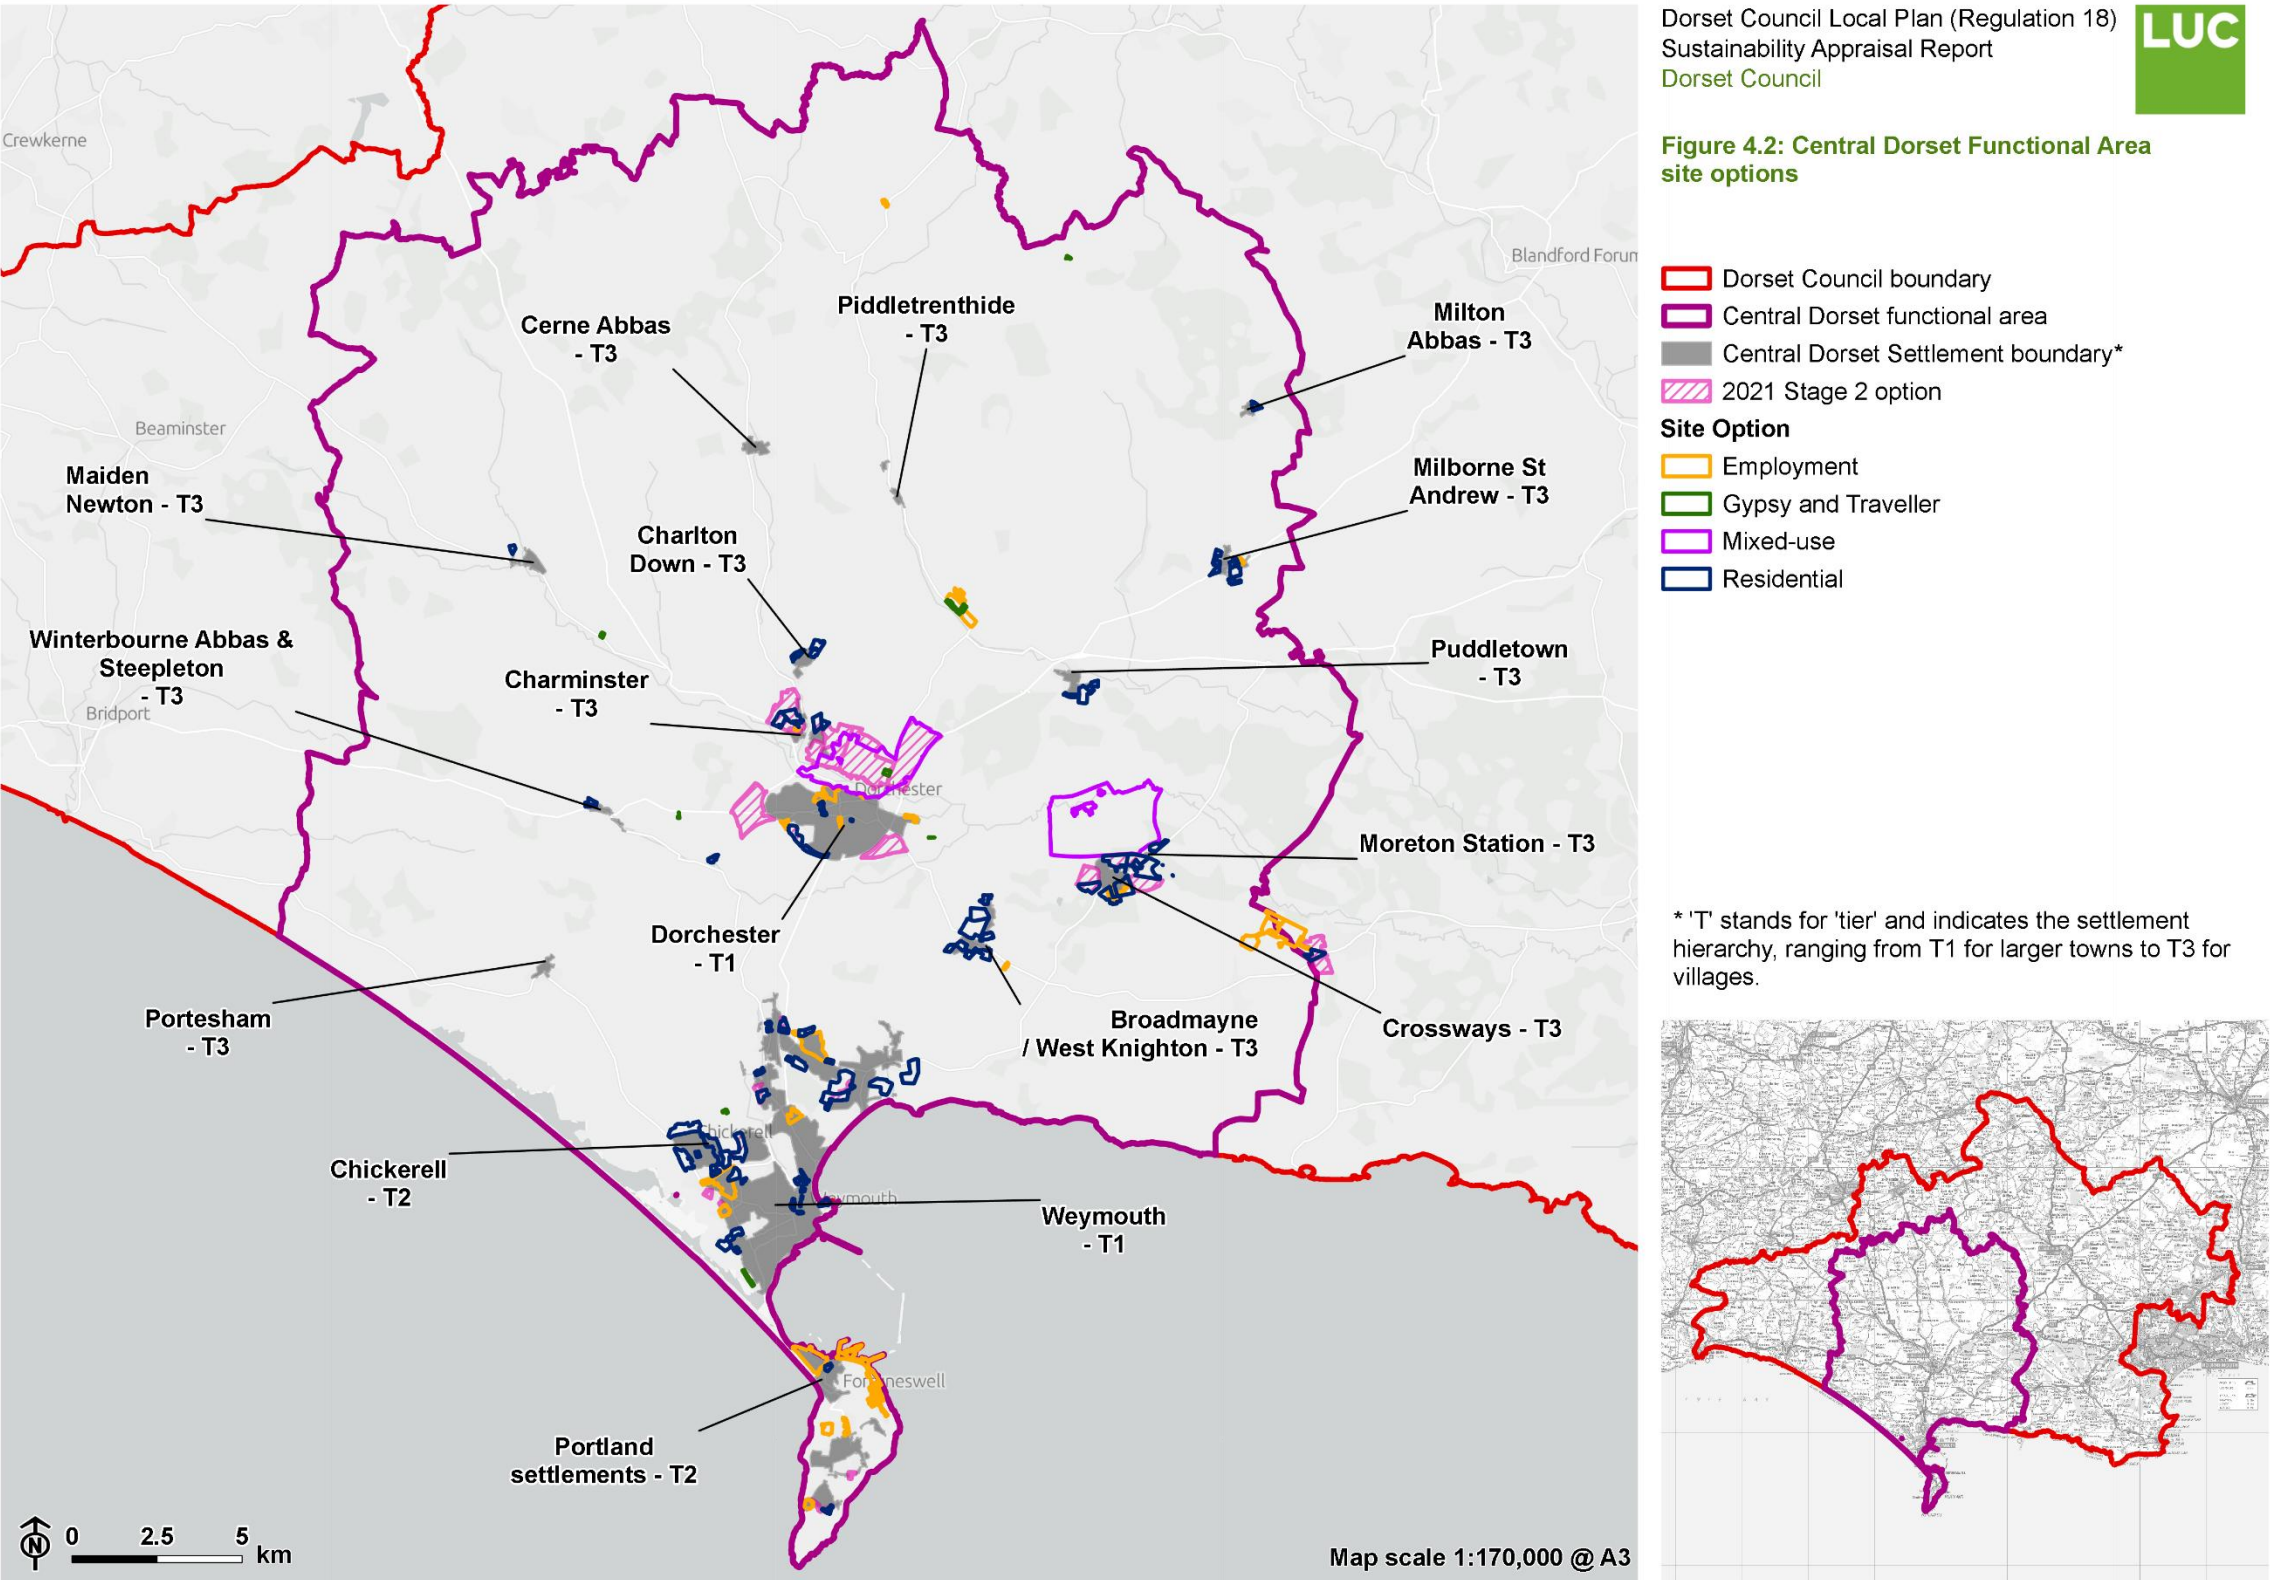 Dorset Council Local Plan (Regulation 18)
Sustainability Appraisal Report
Dorset Council
LUC
Figure 4.2: Central Dorset Functional Area
site options
Dorset Council boundary
Central Dorset functional area
Central Dorset Settlement boundary*
2021 Stage 2 option
Site Option
Employment
Gypsy and Traveller
Mixed-use
Residential
* 'T' stands for 'tier' and indicates the settlement
hierarchy, ranging from T1 for larger towns to T3 for
villages.
Crewkerne
Blandford Forum
Piddletrenthide
- T3
Cerne Abbas
- T3
Milton
Abbas - T3
Beaminster
Maiden
Newton - T3
Milborne St
Andrew - T3
Charlton
Down - T3
Winterbourne Abbas &
Steepleton
- T3
Charminster
- T3
Puddletown
- T3
Bridport
Dorchester
Moreton Station - T3
Dorchester
- T1
Portesham
- T3
Broadmayne
/ West Knighton - T3
Crossways - T3
Chickerell
Chickerell
- T2
Weymouth
Weymouth
- T1
Fortuneswell
Portland
settlements - T2
N
0 2.5 5
km
Map scale 1:170,000 @ A3